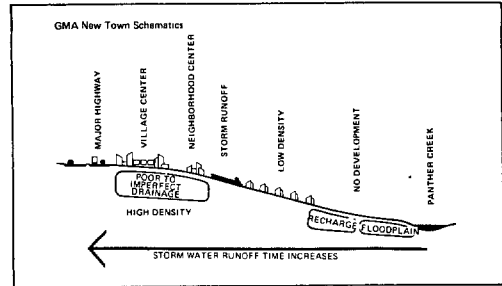 GMA New Town Schematics
MAJOR HIGHWAY
VILLAGE CENTER
NEIGHBORHOOD CENTER
STORM RUNOFF
LOW DENSITY
NO DEVELOPMENT
PANTHER CREEK
POOR TO
IMPERFECT
DRAINAGE
HIGH DENSITY
RECHARGE
FLOODPLAIN
STORM WATER RUNOFF TIME INCREASES